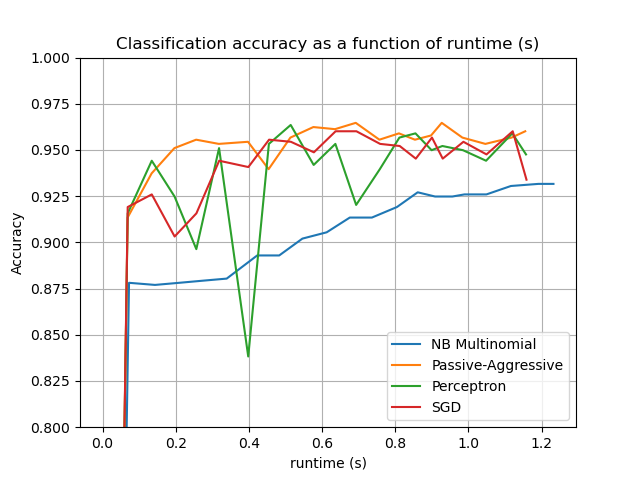 Classification accuracy as a function of runtime (s)
1.000
0.975
0.950
0.925
0.900
0.875
0.850
0.825
0.800
Accuracy
0.0
0.2
0.4
0.6
0.8
1.0
1.2
runtime (s)
NB Multinomial
Passive-Aggressive
Perceptron
SGD